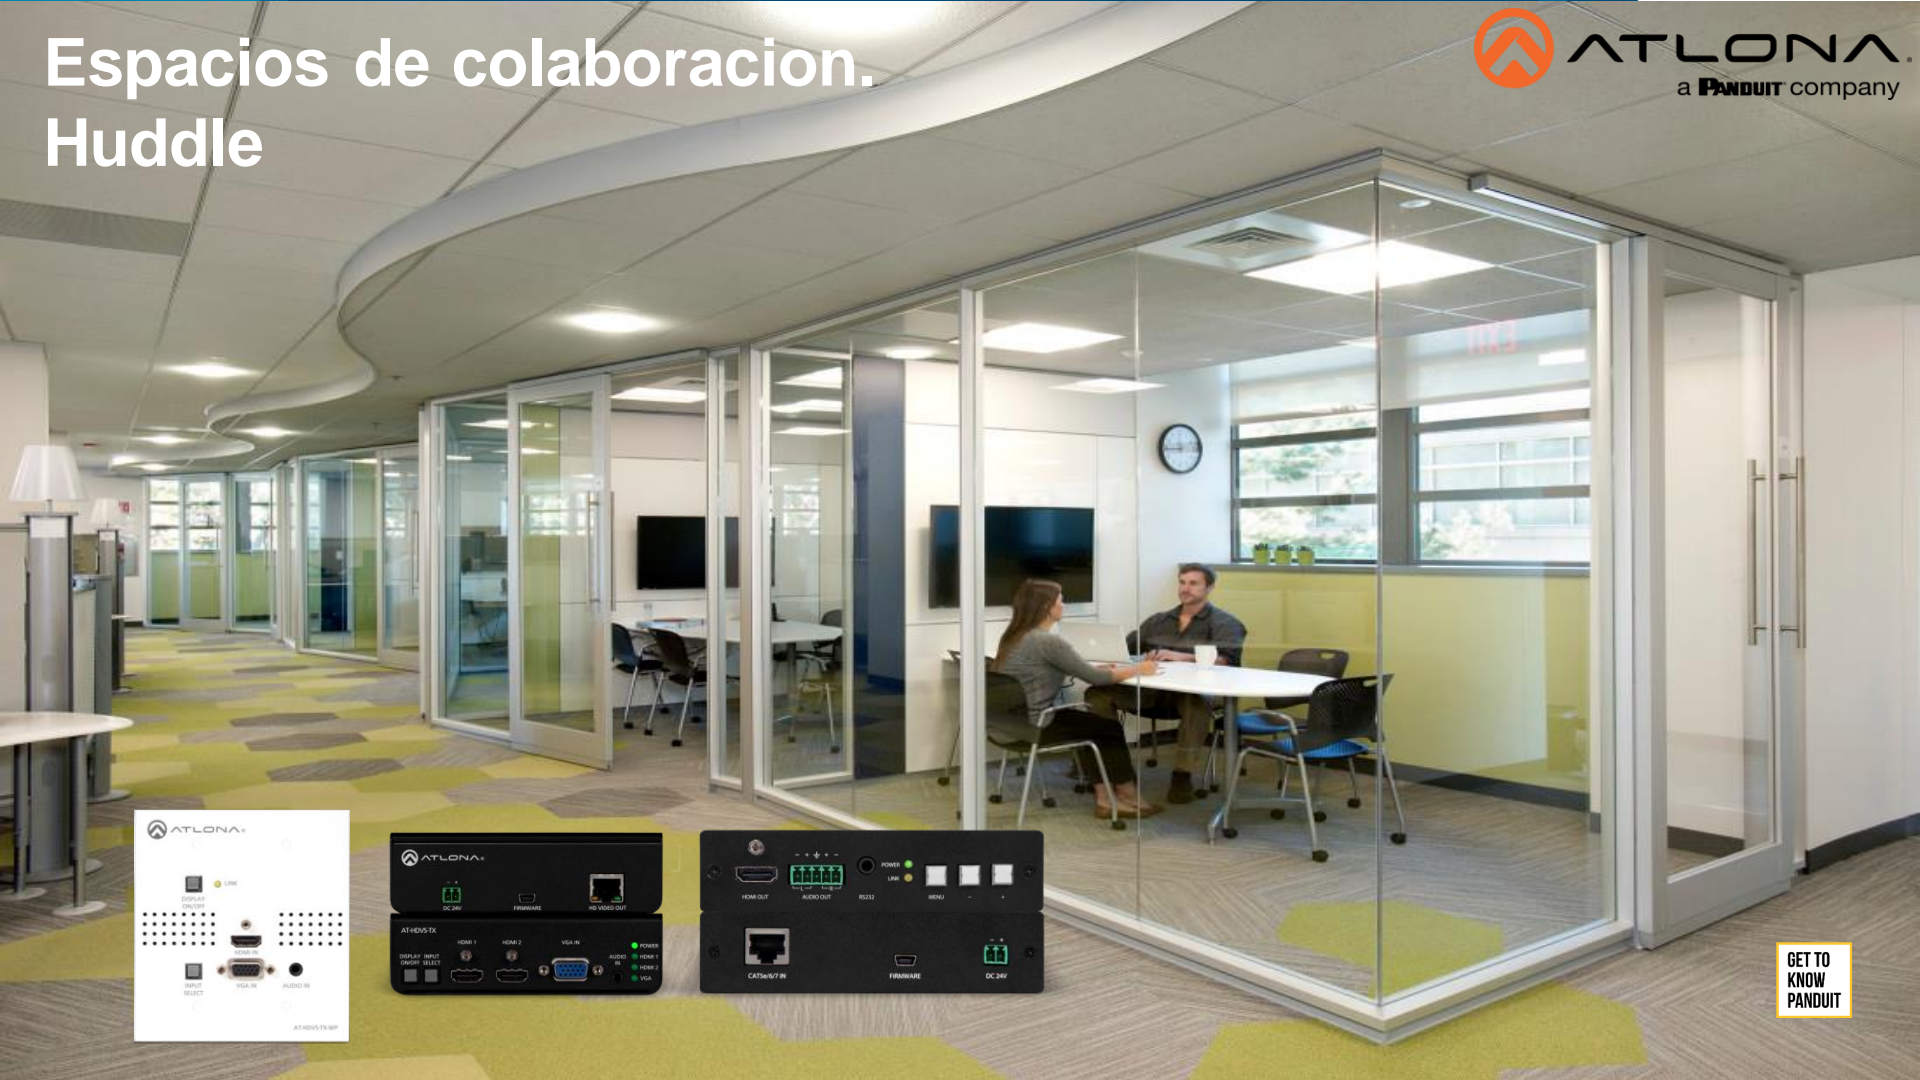 Espacios de colaboracion.
Huddle
ATLONA
a PANDUIT company
ATLONA
LINK
DISPLAY
ON/OFF
HDMI IN
INPUT
SELECT
VGA IN
AUDIO IN
AT-HDVS-TX-WP
ATLONA
- +
DC 24V
FIRMWARE
HD VIDEO OUT
AT-HDVS-TX
HDMI 1
HDMI 2
VGA IN
DISPLAY
ON/OFF
INPUT
SELECT
AUDIO
IN
POWER
HDMI 1
HDMI 2
VGA
HDMI OUT
- + + -
L R
AUDIO OUT
RS232
POWER
LINK
MENU
-
+
CAT5e/6/7 IN
FIRMWARE
- +
DC 24V
GET TO
KNOW
PANDUIT